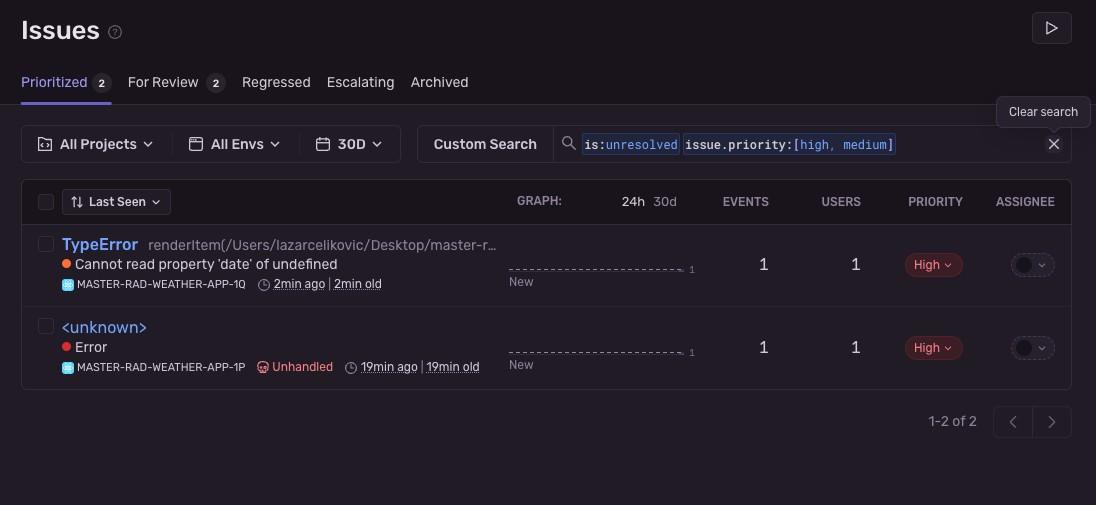 Issues ?
Prioritized 2 For Review 2 Regressed Escalating Archived
Clear search
All Projects All Envs 30D Custom Search is:unresolved issue.priority:[high, medium]
Last Seen GRAPH: 24h 30d EVENTS USERS PRIORITY ASSIGNEE
TypeError renderItem(/Users/lazarcelikovic/Desktop/master-r…
Cannot read property 'date' of undefined
1 1 1 High
New
MASTER-RAD-WEATHER-APP-1Q 2min ago | 2min old
<unknown>
Error
1 1 1 High
New
MASTER-RAD-WEATHER-APP-1P Unhandled 19min ago | 19min old
1-2 of 2